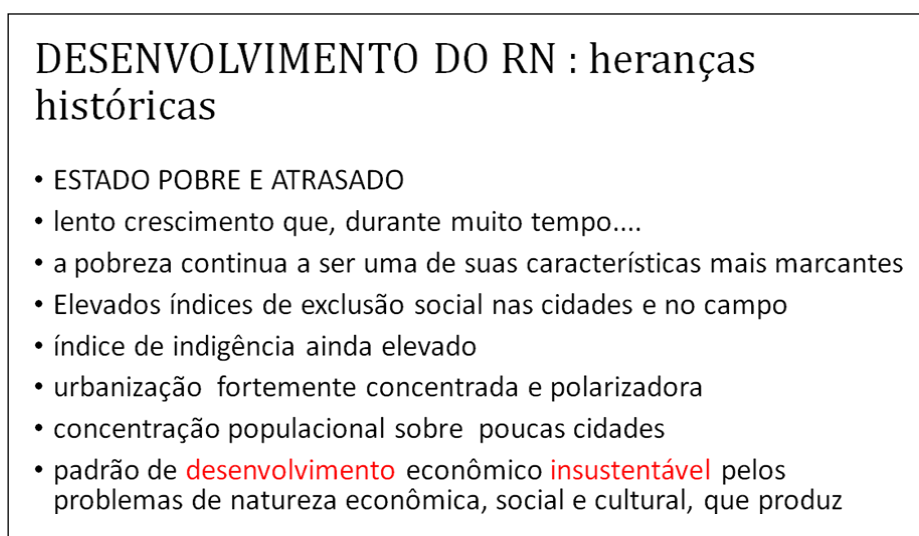 DESENVOLVIMENTO DO RN : heranças
históricas
• ESTADO POBRE E ATRASADO
• lento crescimento que, durante muito tempo....
• a pobreza continua a ser uma de suas características mais marcantes
• Elevados índices de exclusão social nas cidades e no campo
• índice de indigência ainda elevado
• urbanização fortemente concentrada e polarizadora
• concentração populacional sobre poucas cidades
• padrão de desenvolvimento econômico insustentável pelos
problemas de natureza econômica, social e cultural, que produz